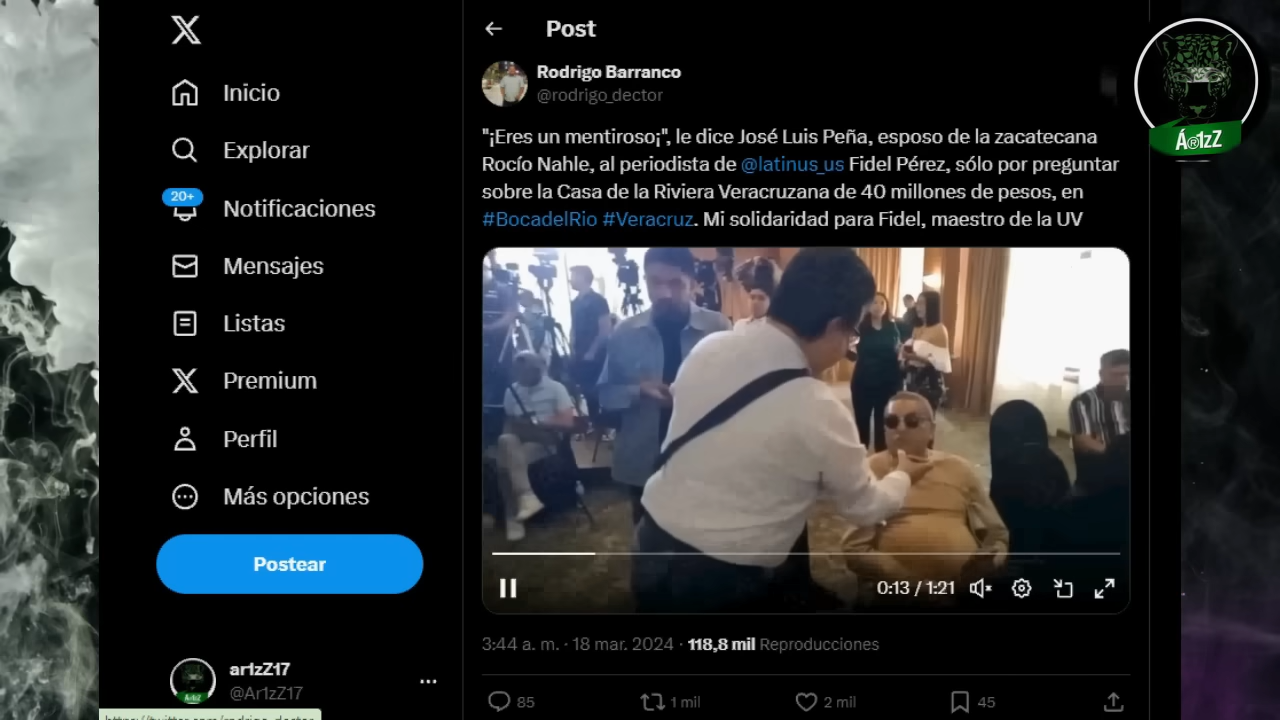 Post
Rodrigo Barranco
@rodrigo_dector
"¡Eres un mentiroso¡", le dice José Luis Peña, esposo de la zacatecana
Rocío Nahle, al periodista de @latinus_us Fidel Pérez, sólo por preguntar
sobre la Casa de la Riviera Veracruzana de 40 millones de pesos, en
#BocadelRio #Veracruz. Mi solidaridad para Fidel, maestro de la UV
0:13 / 1:21
3:44 a. m. · 18 mar. 2024 · 118,8 mil Reproducciones
85
1 mil
2 mil
45
Inicio
Explorar
20+
Notificaciones
Mensajes
Listas
Premium
Perfil
Más opciones
Postear
ar1zZ17
@Ar1zZ17
Á®1zZ